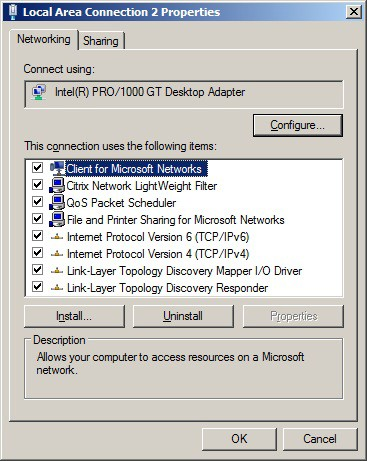 Local Area Connection 2 Properties
Networking
Sharing
Connect using:
Intel(R) PRO/1000 GT Desktop Adapter
Configure...
This connection uses the following items:
Client for Microsoft Networks
Citrix Network LightWeight Filter
QoS Packet Scheduler
File and Printer Sharing for Microsoft Networks
Internet Protocol Version 6 (TCP/IPv6)
Internet Protocol Version 4 (TCP/IPv4)
Link-Layer Topology Discovery Mapper I/O Driver
Link-Layer Topology Discovery Responder
Install...
Uninstall
Properties
Description
Allows your computer to access resources on a Microsoft
network.
OK
Cancel